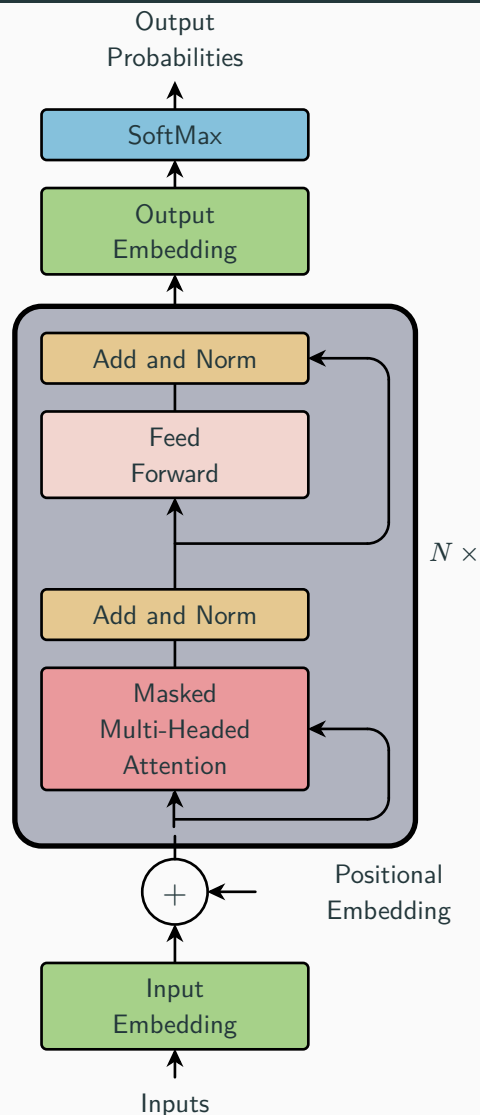 Output
Probabilities
SoftMax
Output
Embedding
Add and Norm
Feed
Forward
N ×
Add and Norm
Masked
Multi-Headed
Attention
+
Positional
Embedding
Input
Embedding
Inputs